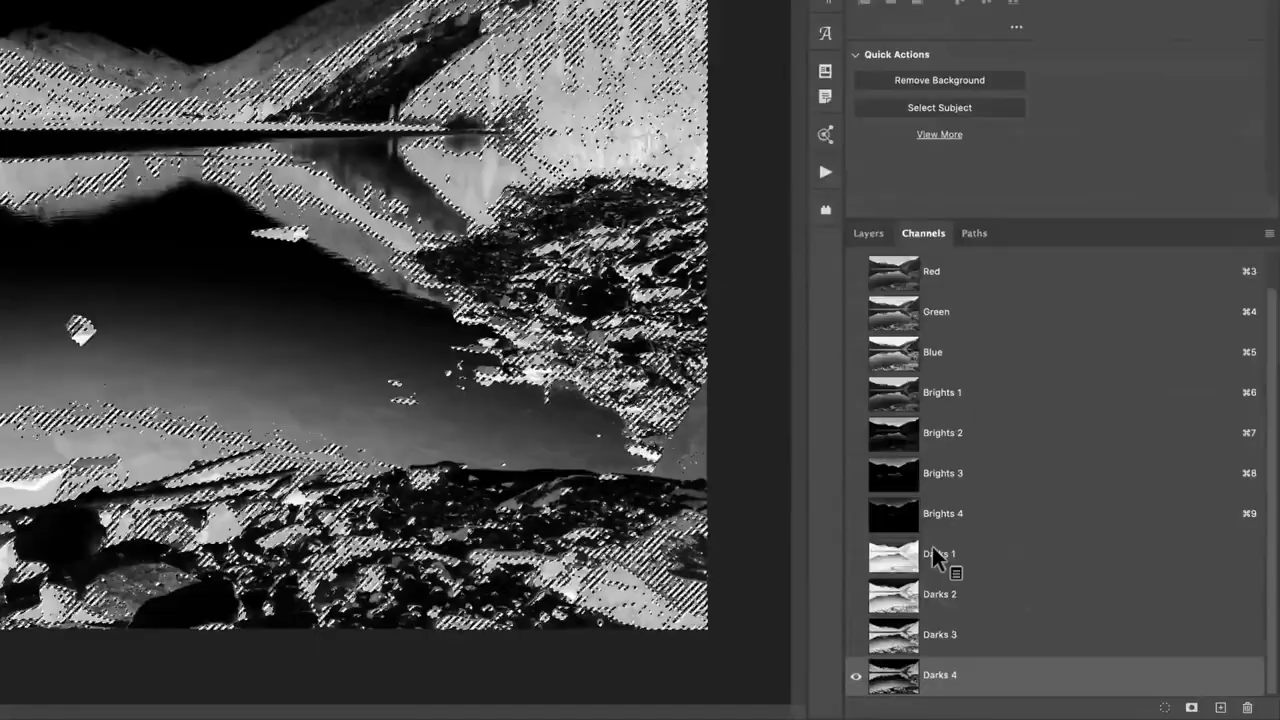 Quick Actions
Remove Background
Select Subject
View More
Layers Channels Paths
Red ⌘3
Green ⌘4
Blue ⌘5
Brights 1 ⌘6
Brights 2 ⌘7
Brights 3 ⌘8
Brights 4 ⌘9
Darks 1
Darks 2
Darks 3
Darks 4